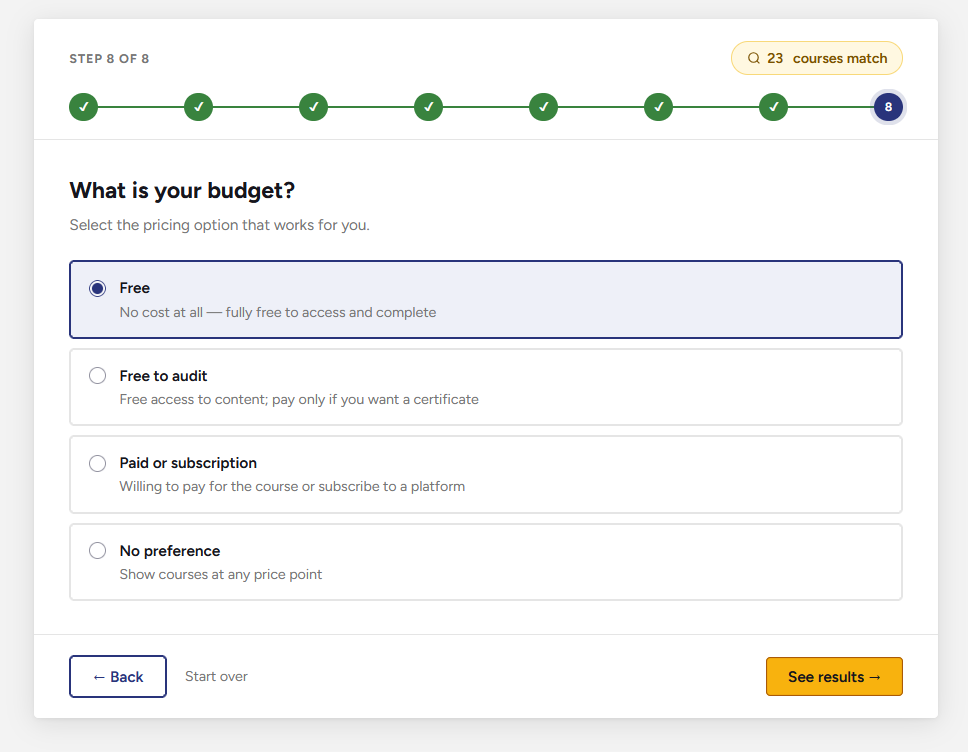 STEP 8 OF 8
23 courses match
8
What is your budget?
Select the pricing option that works for you.
Free
No cost at all — fully free to access and complete
Free to audit
Free access to content; pay only if you want a certificate
Paid or subscription
Willing to pay for the course or subscribe to a platform
No preference
Show courses at any price point
← Back
Start over
See results →